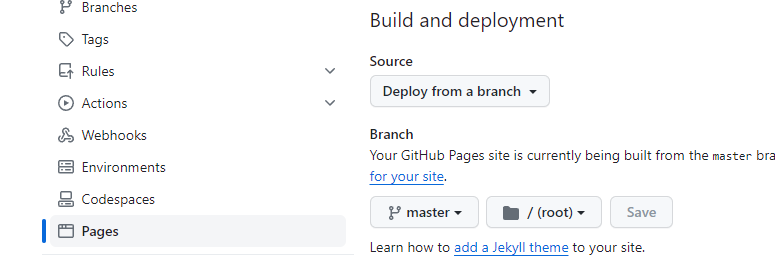 Branches
Tags
Rules
Actions
Webhooks
Environments
Codespaces
Pages
Build and deployment
Source
Deploy from a branch
Branch
Your GitHub Pages site is currently being built from the master bra
for your site.
master
/ (root)
Save
Learn how to add a Jekyll theme to your site.